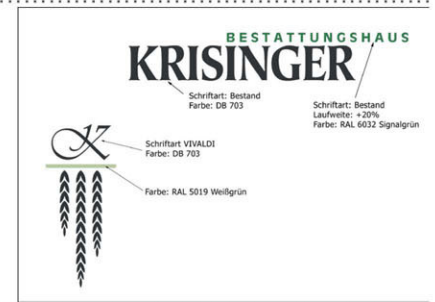 BESTATTUNGSHAUS
KRISINGER
Schriftart: Bestand
Farbe: DB 703
Schriftart: Bestand
Laufweite: +20%
Farbe: RAL 6032 Signalgrün
K
Schriftart VIVALDI
Farbe: DB 703
Farbe: RAL 5019 Weißgrün